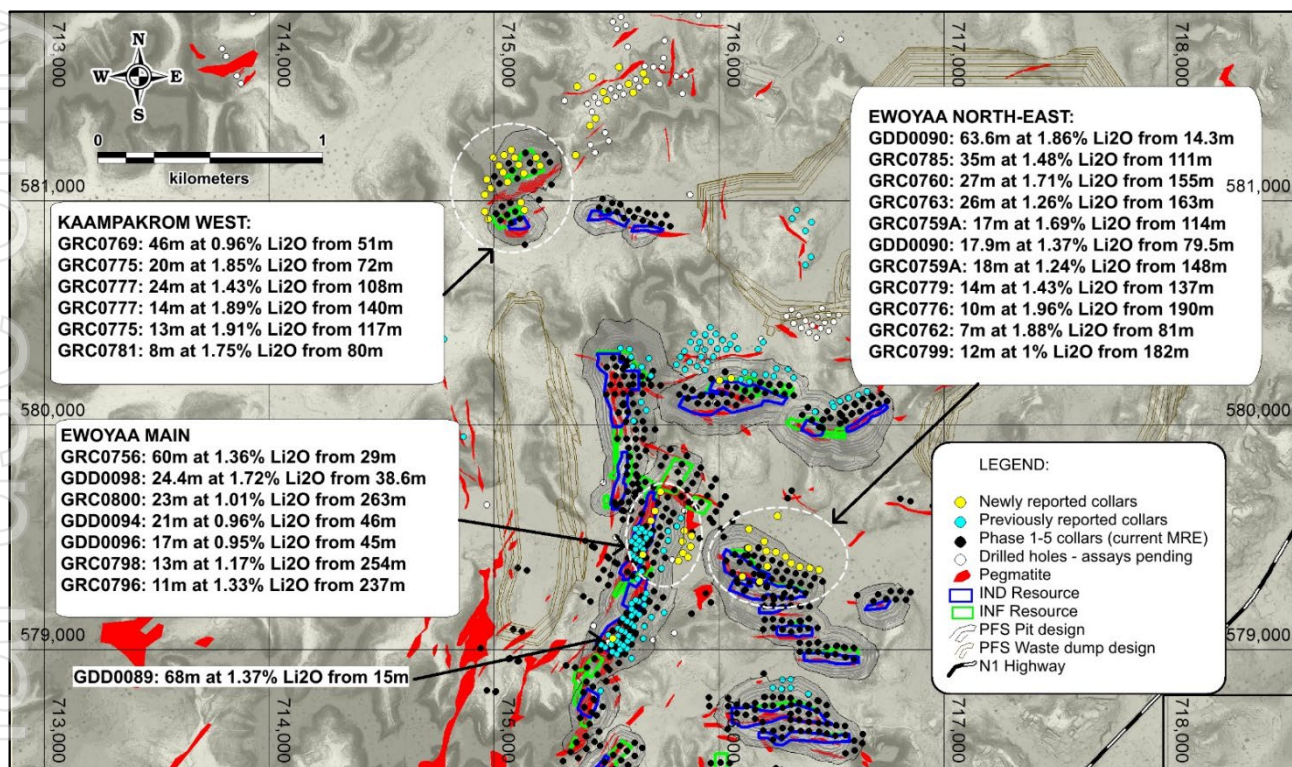 For personal use only
713,000
714,000
715,000
716,000
717,000
718,000
N
W
E
S
0
1
kilometers
581,000
581,000
KAAMPAKROM WEST:
GRC0769: 46m at 0.96% Li2O from 51m
GRC0775: 20m at 1.85% Li2O from 72m
GRC0777: 24m at 1.43% Li2O from 108m
GRC0777: 14m at 1.89% Li2O from 140m
GRC0775: 13m at 1.91% Li2O from 117m
GRC0781: 8m at 1.75% Li2O from 80m
EWOYAA NORTH-EAST:
GDD0090: 63.6m at 1.86% Li2O from 14.3m
GRC0785: 35m at 1.48% Li2O from 111m
GRC0760: 27m at 1.71% Li2O from 155m
GRC0763: 26m at 1.26% Li2O from 163m
GRC0759A: 17m at 1.69% Li2O from 114m
GDD0090: 17.9m at 1.37% Li2O from 79.5m
GRC0759A: 18m at 1.24% Li2O from 148m
GRC0779: 14m at 1.43% Li2O from 137m
GRC0776: 10m at 1.96% Li2O from 190m
GRC0762: 7m at 1.88% Li2O from 81m
GRC0799: 12m at 1% Li2O from 182m
580,000
580,000
EWOYAA MAIN
GRC0756: 60m at 1.36% Li2O from 29m
GDD0098: 24.4m at 1.72% Li2O from 38.6m
GRC0800: 23m at 1.01% Li2O from 263m
GDD0094: 21m at 0.96% Li2O from 46m
GDD0096: 17m at 0.95% Li2O from 45m
GRC0798: 13m at 1.17% Li2O from 254m
GRC0796: 11m at 1.33% Li2O from 237m
LEGEND:
Newly reported collars
Previously reported collars
Phase 1-5 collars (current MRE)
Drilled holes - assays pending
Pegmatite
IND Resource
INF Resource
PFS Pit design
PFS Waste dump design
N1 Highway
579,000
579,000
GDD0089: 68m at 1.37% Li2O from 15m
713,000
714,000
715,000
716,000
717,000
718,000